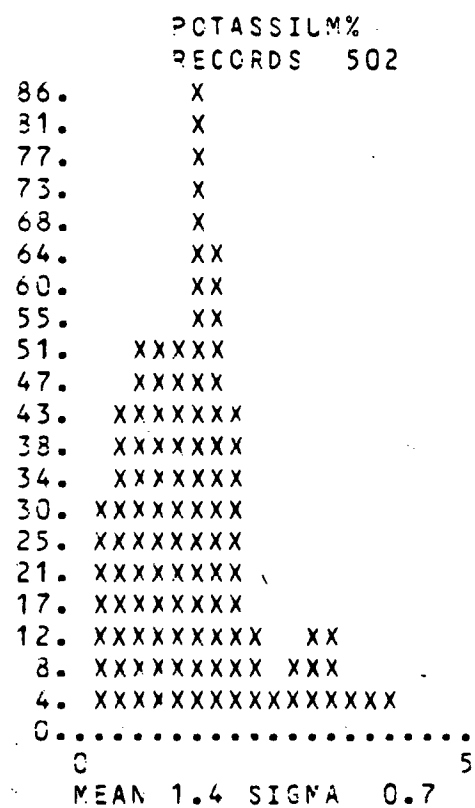 POTASSIUM%
RECORDS 502
86. X
81. X
77. X
73. X
68. X
64. XX
60. XX
55. XX
51. XXXXX
47. XXXXX
43. XXXXXXX
38. XXXXXXX
34. XXXXXXX
30. XXXXXXXX
25. XXXXXXXX
21. XXXXXXXX
17. XXXXXXXX
12. XXXXXXXXX XX
8. XXXXXXXXX XXX
4. XXXXXXXXXXXXXXXX
0......................
0 5
MEAN 1.4 SIGMA 0.7